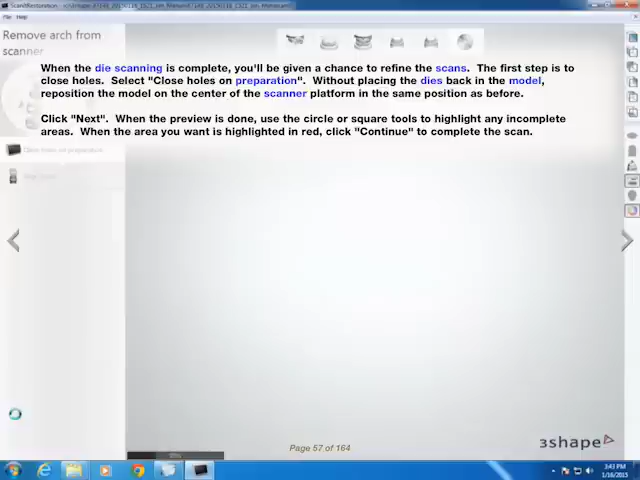 File Help
Remove arch from
scanner
When the die scanning is complete, you'll be given a chance to refine the scans. The first step is to
close holes. Select "Close holes on preparation". Without placing the dies back in the model,
reposition the model on the center of the scanner platform in the same position as before.
Click "Next". When the preview is done, use the circle or square tools to highlight any incomplete
areas. When the area you want is highlighted in red, click "Continue" to complete the scan.
Close holes on preparation
Page 57 of 164
3shape
3:43 PM
1/16/2015